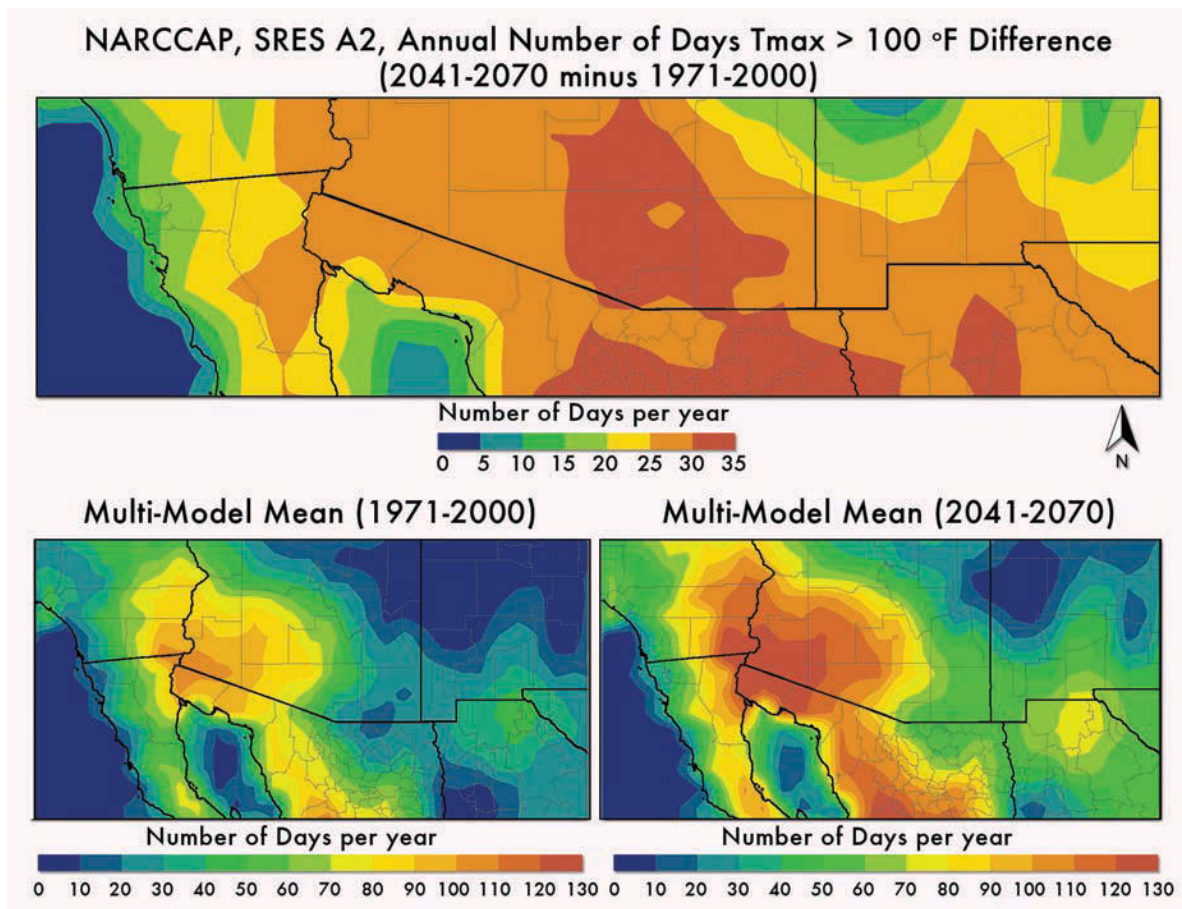 NARCCAP, SRES A2, Annual Number of Days Tmax > 100 °F Difference
(2041-2070 minus 1971-2000)
Number of Days per year
0 5 10 15 20 25 30 35
N
Multi-Model Mean (1971-2000)
Multi-Model Mean (2041-2070)
Number of Days per year
0 10 20 30 40 50 60 70 80 90 100 110 120 130
Number of Days per year
0 10 20 30 40 50 60 70 80 90 100 110 120 130